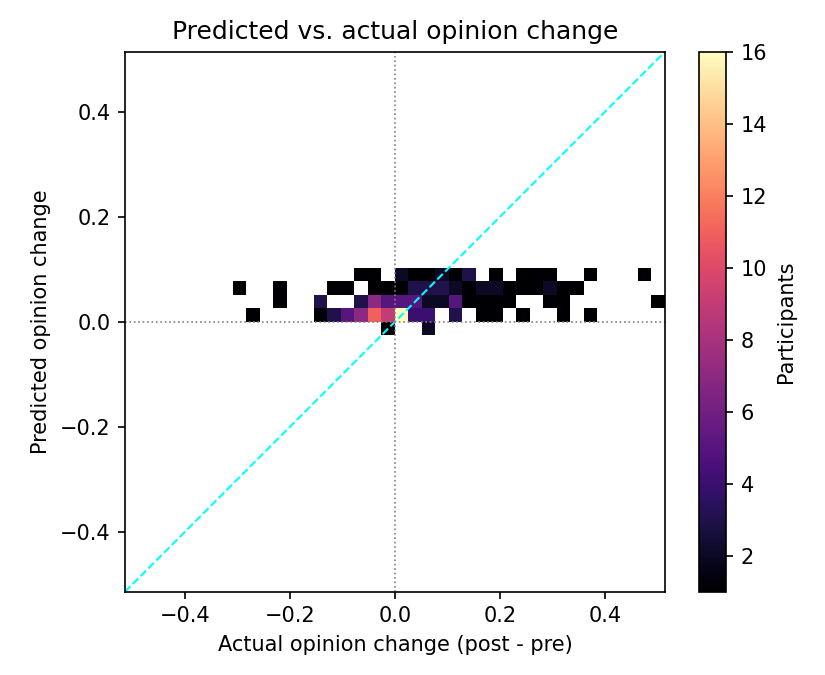 Predicted vs. actual opinion change
Predicted opinion change
0.4
0.2
0.0
−0.2
−0.4
−0.4 −0.2 0.0 0.2 0.4
Actual opinion change (post - pre)
16
14
12
10
8
6
4
2
Participants